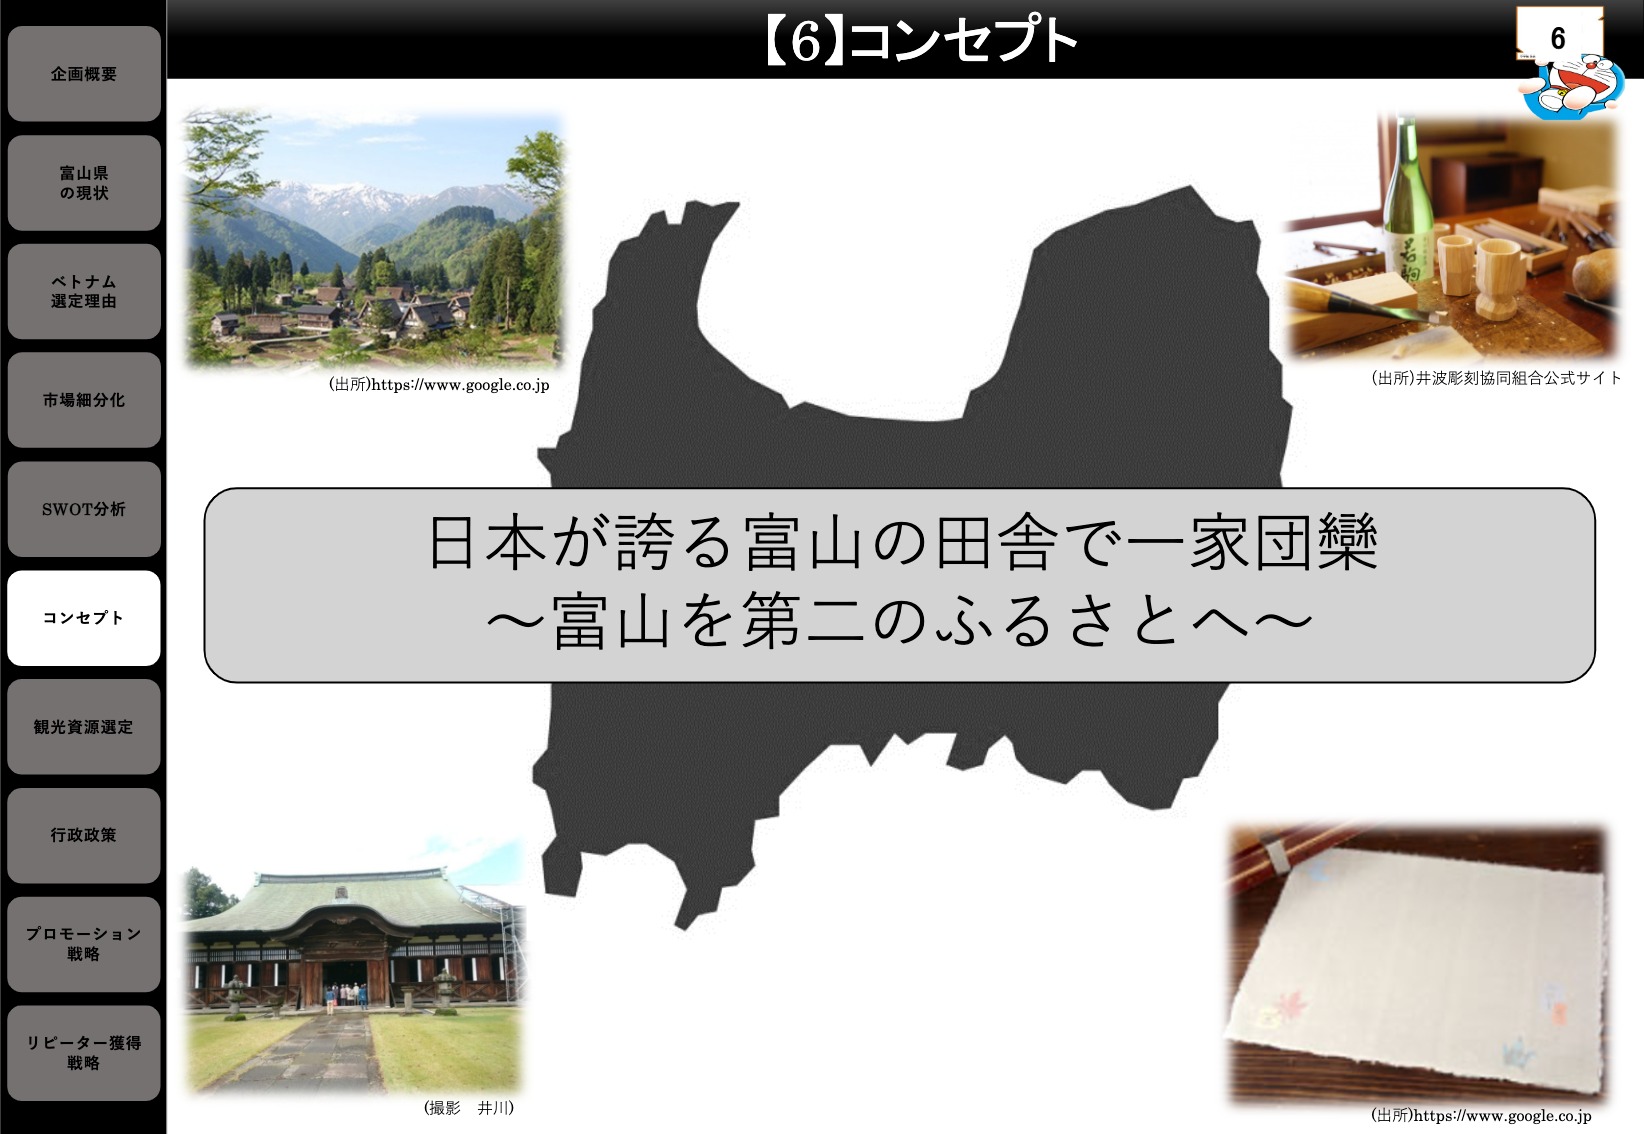 【6】コンセプト
6
企画概要
富山県
の現状
ベトナム
選定理由
市場細分化
SWOT分析
コンセプト
観光資源選定
行政政策
プロモーション
戦略
リピーター獲得
戦略
(出所)https://www.google.co.jp
(出所)井波彫刻協同組合公式サイト
日本が誇る富山の田舎で一家団欒
～富山を第二のふるさとへ～
(撮影　井川)
(出所)https://www.google.co.jp